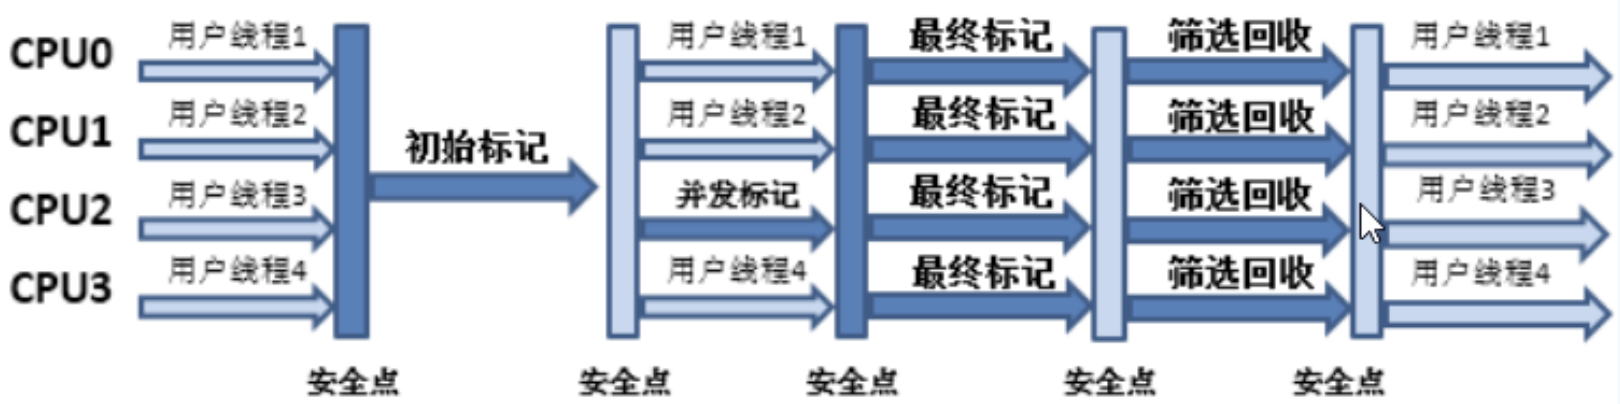 CPU0 用户线程1 用户线程1 最终标记 筛选回收 用户线程1
CPU1 用户线程2 用户线程2 最终标记 筛选回收 用户线程2
初始标记
CPU2 用户线程3 并发标记 最终标记 筛选回收 用户线程3
CPU3 用户线程4 用户线程4 最终标记 筛选回收 用户线程4
安全点 安全点 安全点 安全点 安全点